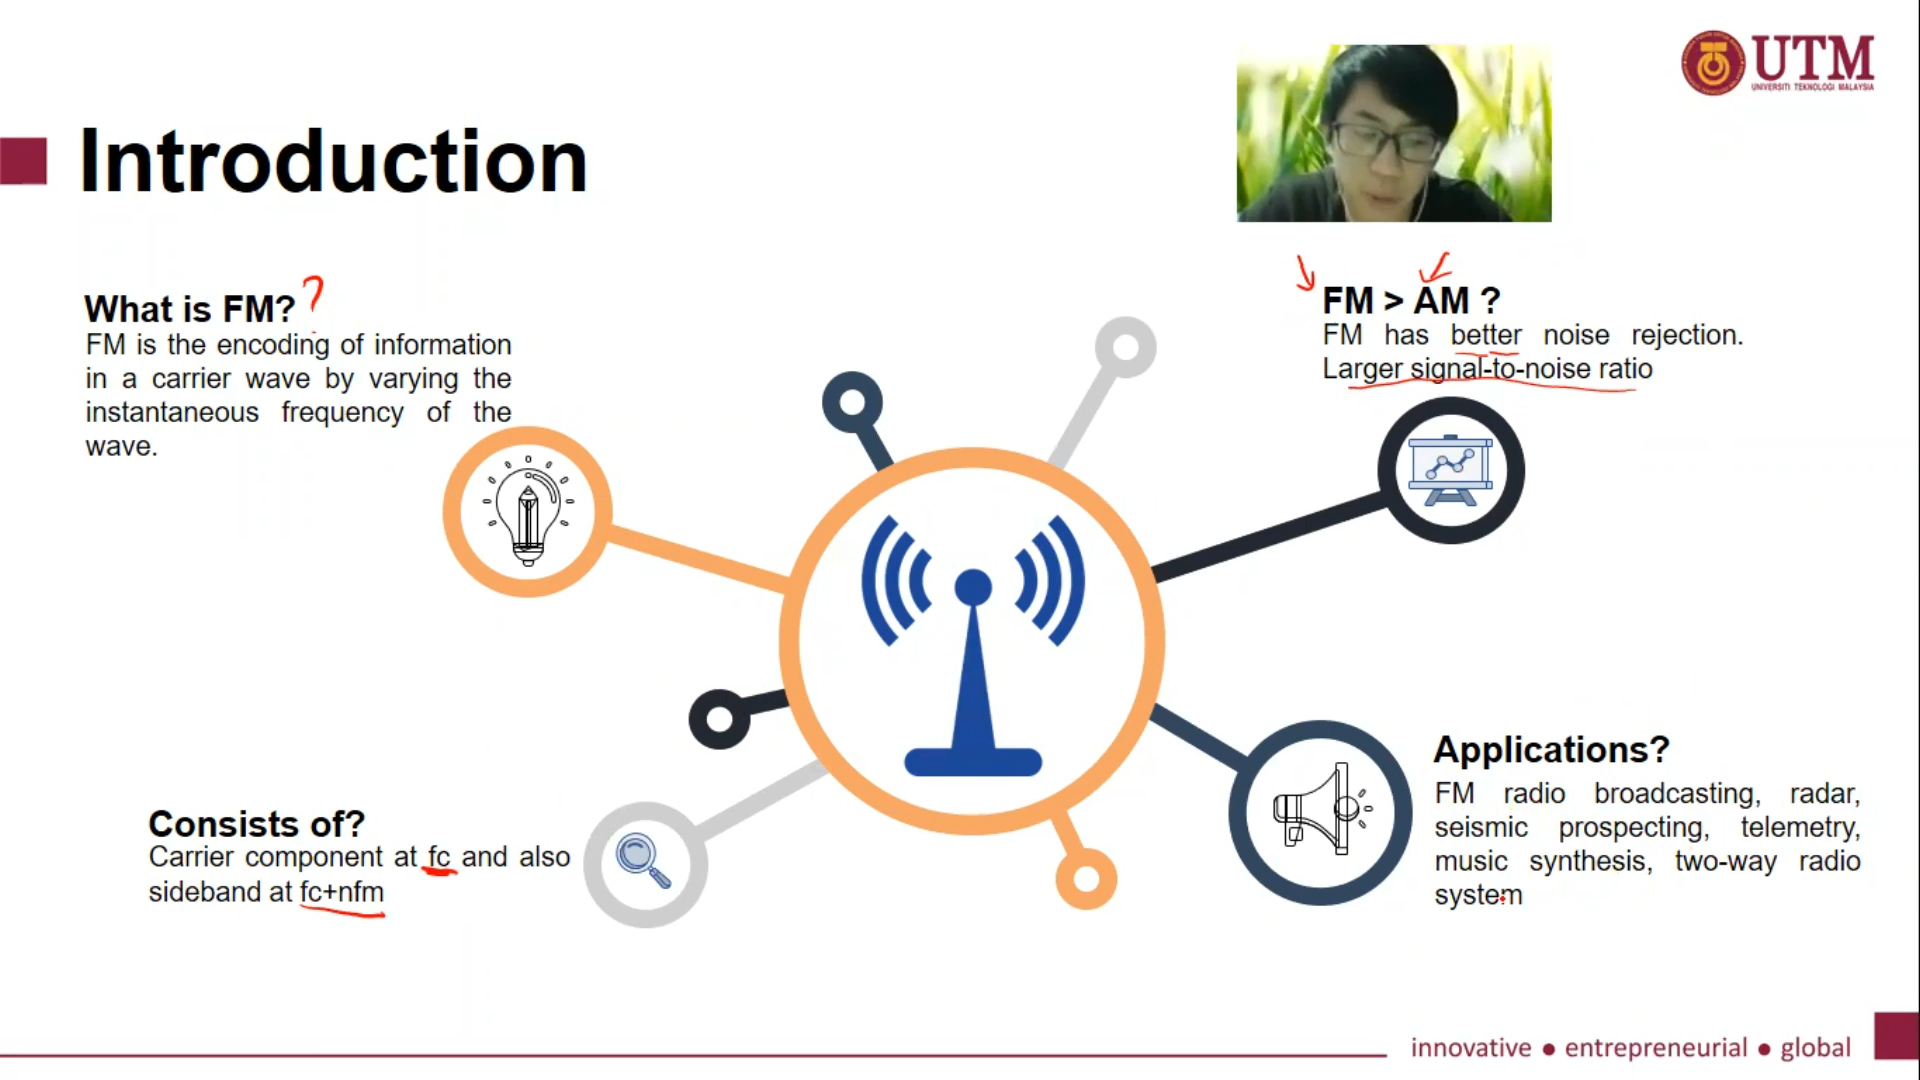 UTM
UNIVERSITI TEKNOLOGI MALAYSIA
Introduction
What is FM? ?
FM is the encoding of information
in a carrier wave by varying the
instantaneous frequency of the
wave.
FM > AM ?
FM has better noise rejection.
Larger signal-to-noise ratio
Consists of?
Carrier component at fc and also
sideband at fc+nfm
Applications?
FM radio broadcasting, radar,
seismic prospecting, telemetry,
music synthesis, two-way radio
system
innovative ● entrepreneurial ● global